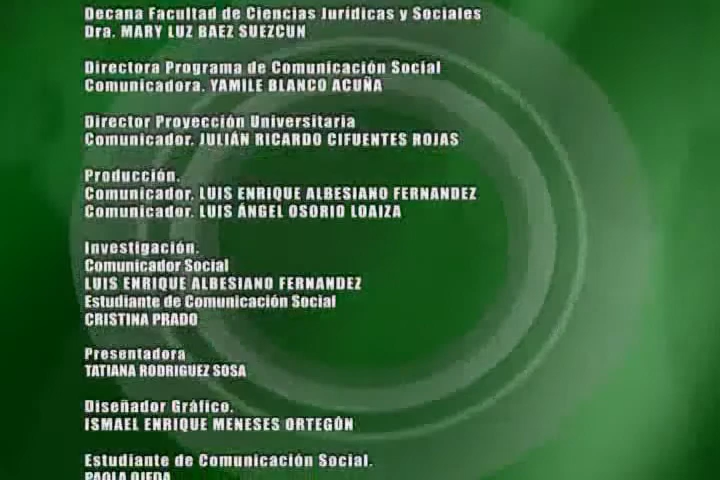 Decana Facultad de Ciencias Jurídicas y Sociales
Dra. MARY LUZ BAEZ SUEZCUN
Directora Programa de Comunicación Social
Comunicadora. YAMILE BLANCO ACUÑA
Director Proyección Universitaria
Comunicador. JULIÁN RICARDO CIFUENTES ROJAS
Producción.
Comunicador. LUIS ENRIQUE ALBESIANO FERNANDEZ
Comunicador. LUIS ÁNGEL OSORIO LOAIZA
Investigación.
Comunicador Social
LUIS ENRIQUE ALBESIANO FERNANDEZ
Estudiante de Comunicación Social
CRISTINA PRADO
Presentadora
TATIANA RODRIGUEZ SOSA
Diseñador Gráfico.
ISMAEL ENRIQUE MENESES ORTEGÓN
Estudiante de Comunicación Social.
PAOLA OJEDA